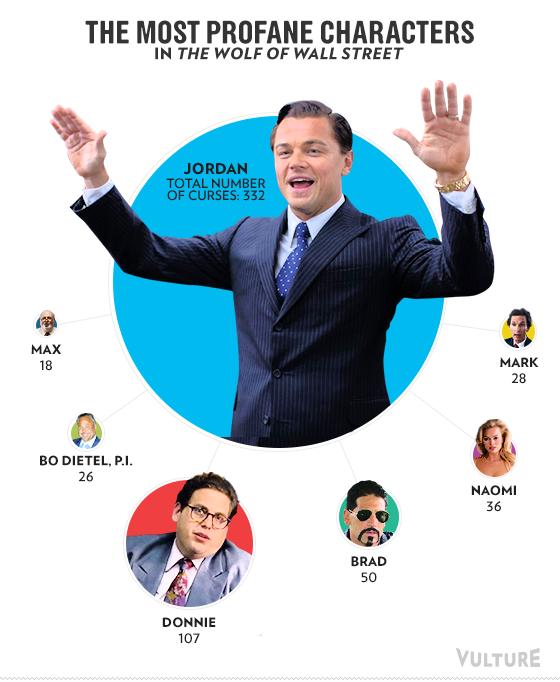 THE MOST PROFANE CHARACTERS
IN THE WOLF OF WALL STREET
JORDAN
TOTAL NUMBER
OF CURSES: 332
MAX
18
MARK
28
BO DIETEL, P.I.
26
NAOMI
36
BRAD
50
DONNIE
107
VULTURE